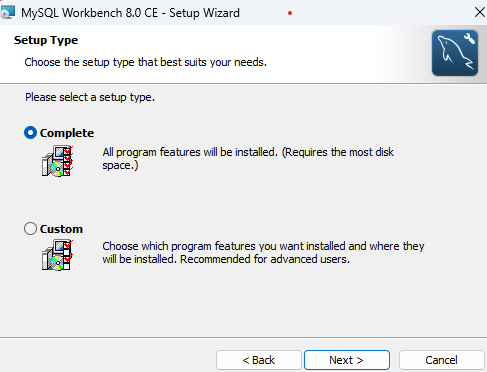 MySQL Workbench 8.0 CE - Setup Wizard
Setup Type
Choose the setup type that best suits your needs.
Please select a setup type.
Complete
All program features will be installed. (Requires the most disk
space.)
Custom
Choose which program features you want installed and where they
will be installed. Recommended for advanced users.
< Back
Next >
Cancel